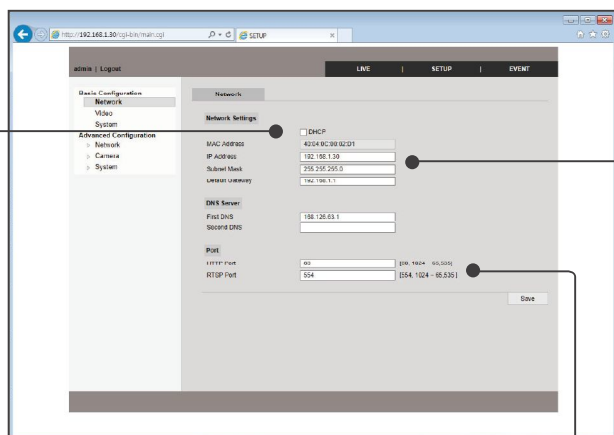 http://192.168.1.30/cgi-bin/main.cgi
SETUP
admin | Logout
LIVE | SETUP | EVENT
Basic Configuration
Network
Video
System
Advanced Configuration
Network
Camera
System
Network
Network Settings
DHCP
MAC Address
IP Address 192.168.1.30
Subnet Mask 255.255.255.0
Default Gateway 192.168.1.1
DNS Server
First DNS 168.126.63.1
Second DNS
Port
HTTP Port [80, 1024 ~ 65,535]
RTSP Port 554 [554, 1024 ~ 65,535]
Save